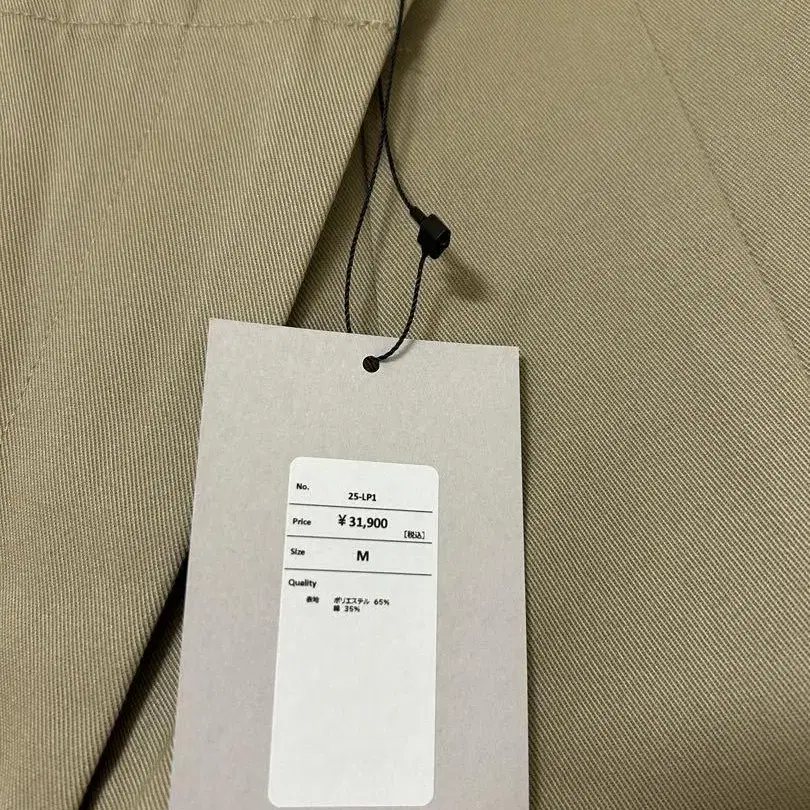 No. 25-LP1
Price ¥31,900 [税込]
Size M
Quality
表地 ポリエステル 65%
綿 35%